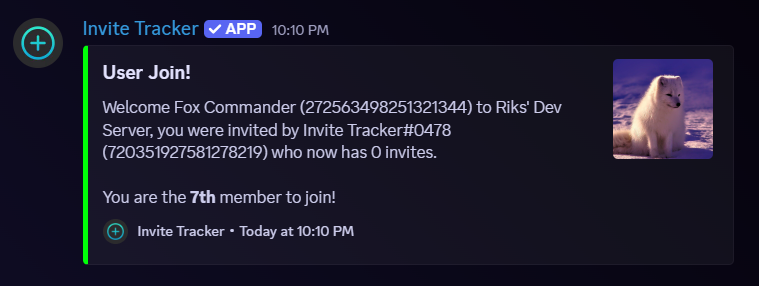 Invite Tracker ✓ APP 10:10 PM
User Join!
Welcome Fox Commander (272563498251321344) to Riks' Dev
Server, you were invited by Invite Tracker#0478
(720351927581278219) who now has 0 invites.
You are the 7th member to join!
Invite Tracker • Today at 10:10 PM